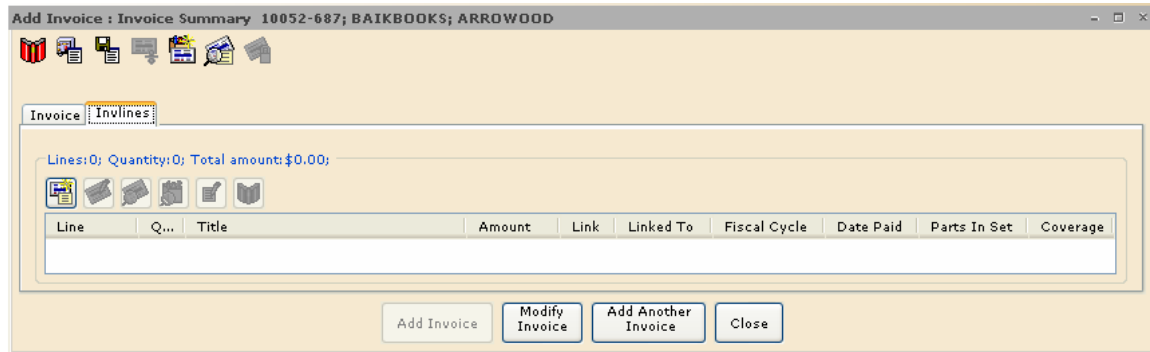 Add Invoice : Invoice Summary 10052-687; BAIKBOOKS; ARROWOOD
Invoice Invlines
Lines:0; Quantity:0; Total amount:$0.00;
Line Q... Title Amount Link Linked To Fiscal Cycle Date Paid Parts In Set Coverage
Add Invoice Modify Invoice Add Another Invoice Close